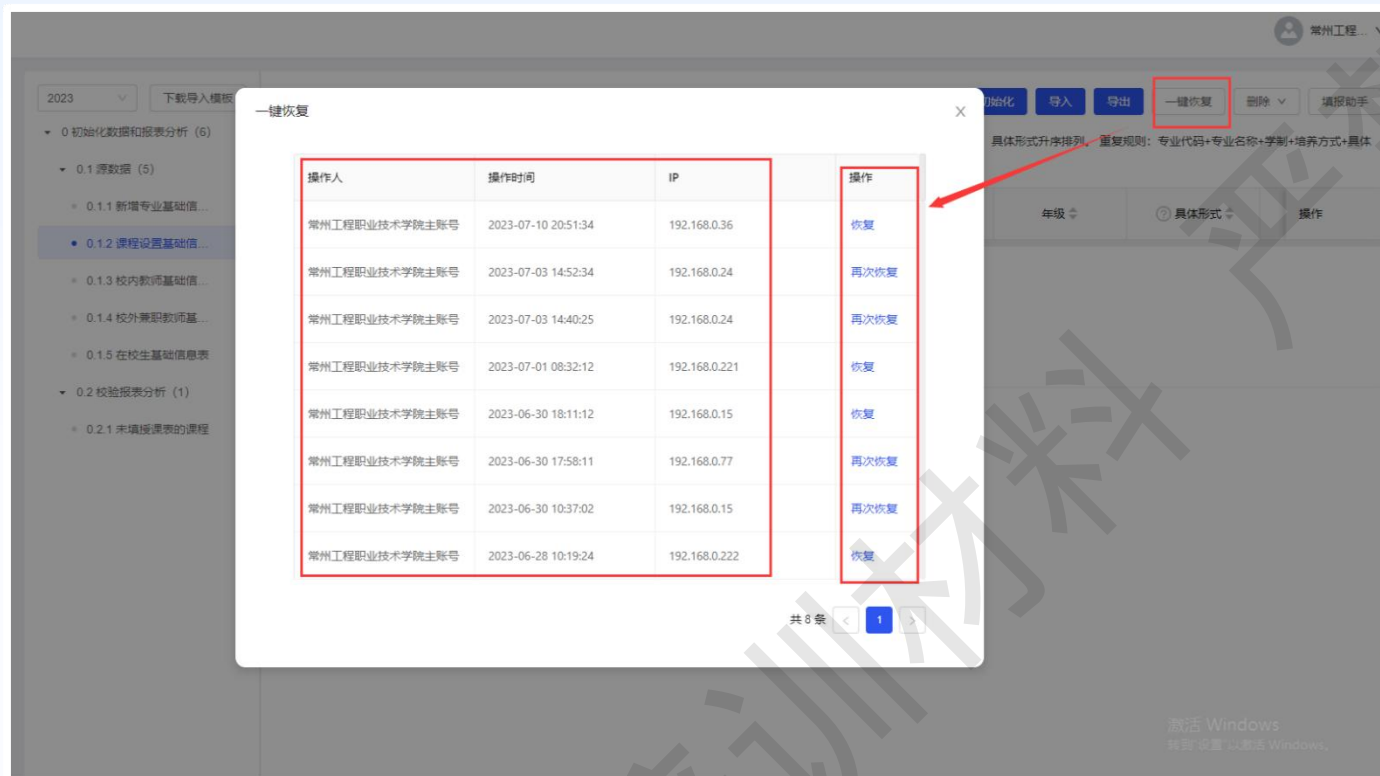 常州工程...
2023
下载导入模板
初始化
导入
导出
一键恢复
删除
填报助手
0 初始化数据和报表分析 (6)
0.1 源数据 (5)
0.1.1 新增专业基础信...
0.1.2 课程设置基础信...
0.1.3 校内教师基础信...
0.1.4 校外兼职教师基...
0.1.5 在校生基础信息表
0.2 校验报表分析 (1)
0.2.1 未填授课表的课程
具体形式升序排列。 重复规则：专业代码+专业名称+学制+培养方式+具体
年级 具体形式 操作
一键恢复
操作人 操作时间 IP 操作
常州工程职业技术学院主账号 2023-07-10 20:51:34 192.168.0.36 恢复
常州工程职业技术学院主账号 2023-07-03 14:52:34 192.168.0.24 再次恢复
常州工程职业技术学院主账号 2023-07-03 14:40:25 192.168.0.24 再次恢复
常州工程职业技术学院主账号 2023-07-01 08:32:12 192.168.0.221 恢复
常州工程职业技术学院主账号 2023-06-30 18:11:12 192.168.0.15 恢复
常州工程职业技术学院主账号 2023-06-30 17:58:11 192.168.0.77 再次恢复
常州工程职业技术学院主账号 2023-06-30 10:37:02 192.168.0.15 再次恢复
常州工程职业技术学院主账号 2023-06-28 10:19:24 192.168.0.222 恢复
共 8 条 < 1 >
激活 Windows
转到"设置"以激活 Windows。
训材料 严